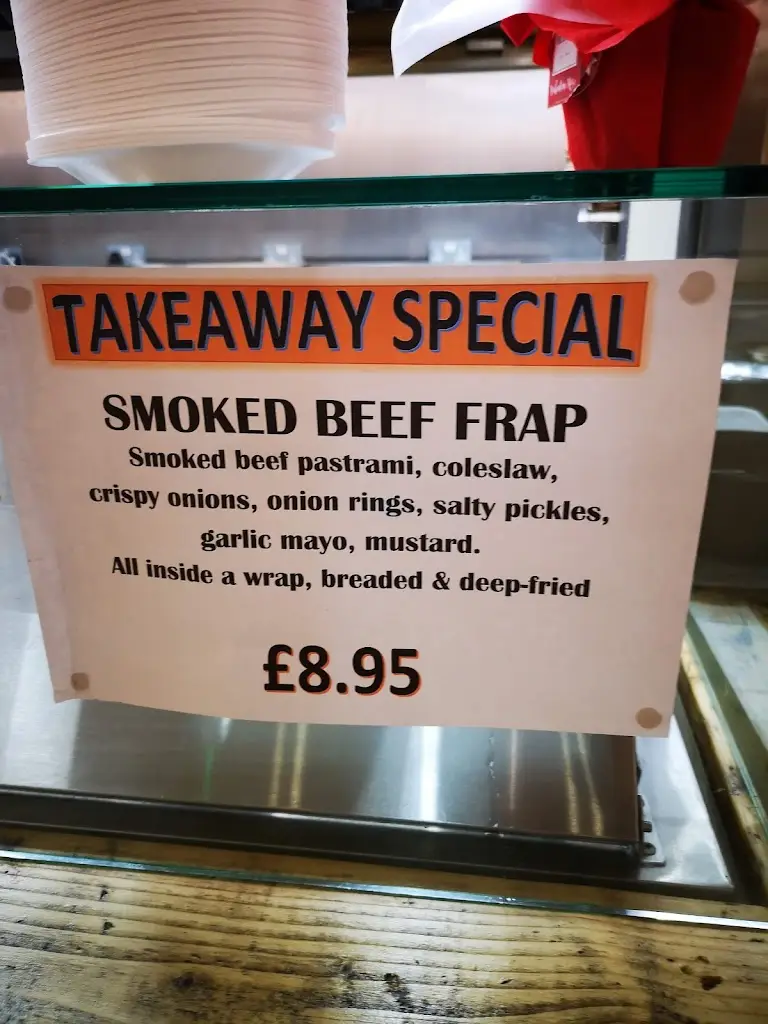 TAKEAWAY SPECIAL
SMOKED BEEF FRAP
Smoked beef pastrami, coleslaw,
crispy onions, onion rings, salty pickles,
garlic mayo, mustard.
All inside a wrap, breaded & deep-fried
£8.95